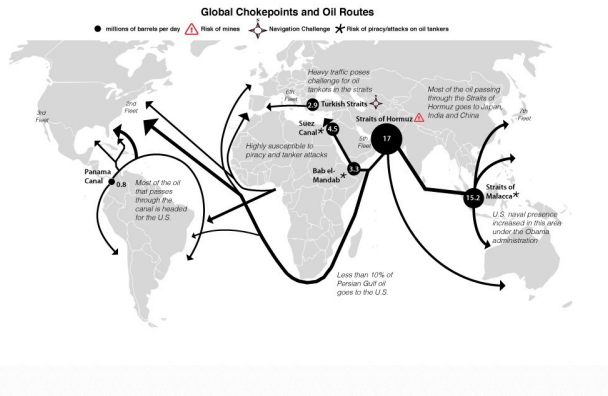 Global Chokepoints and Oil Routes
millions of barrels per day
Risk of mines
Navigation Challenge
Risk of piracy/attacks on oil tankers
N
Heavy traffic poses
challenge for oil
tankers in the straits
6th
Fleet
2.9
Turkish Straits
Most of the oil passing
through the Straits of
Hormuz goes to Japan,
India and China
2nd
Fleet
3rd
Fleet
7th
Fleet
Straits of Hormuz
Suez
Canal
4.5
17
5th
Fleet
Highly susceptible to
piracy and tanker attacks
Bab el-
Mandab
3.3
Panama
Canal
0.8
Most of the oil
that passes
through the
canal is headed
for the U.S.
15.2
Straits of
Malacca
U.S. naval presence
increased in this area
under the Obama
administration
Less than 10% of
Persian Gulf oil
goes to the U.S.